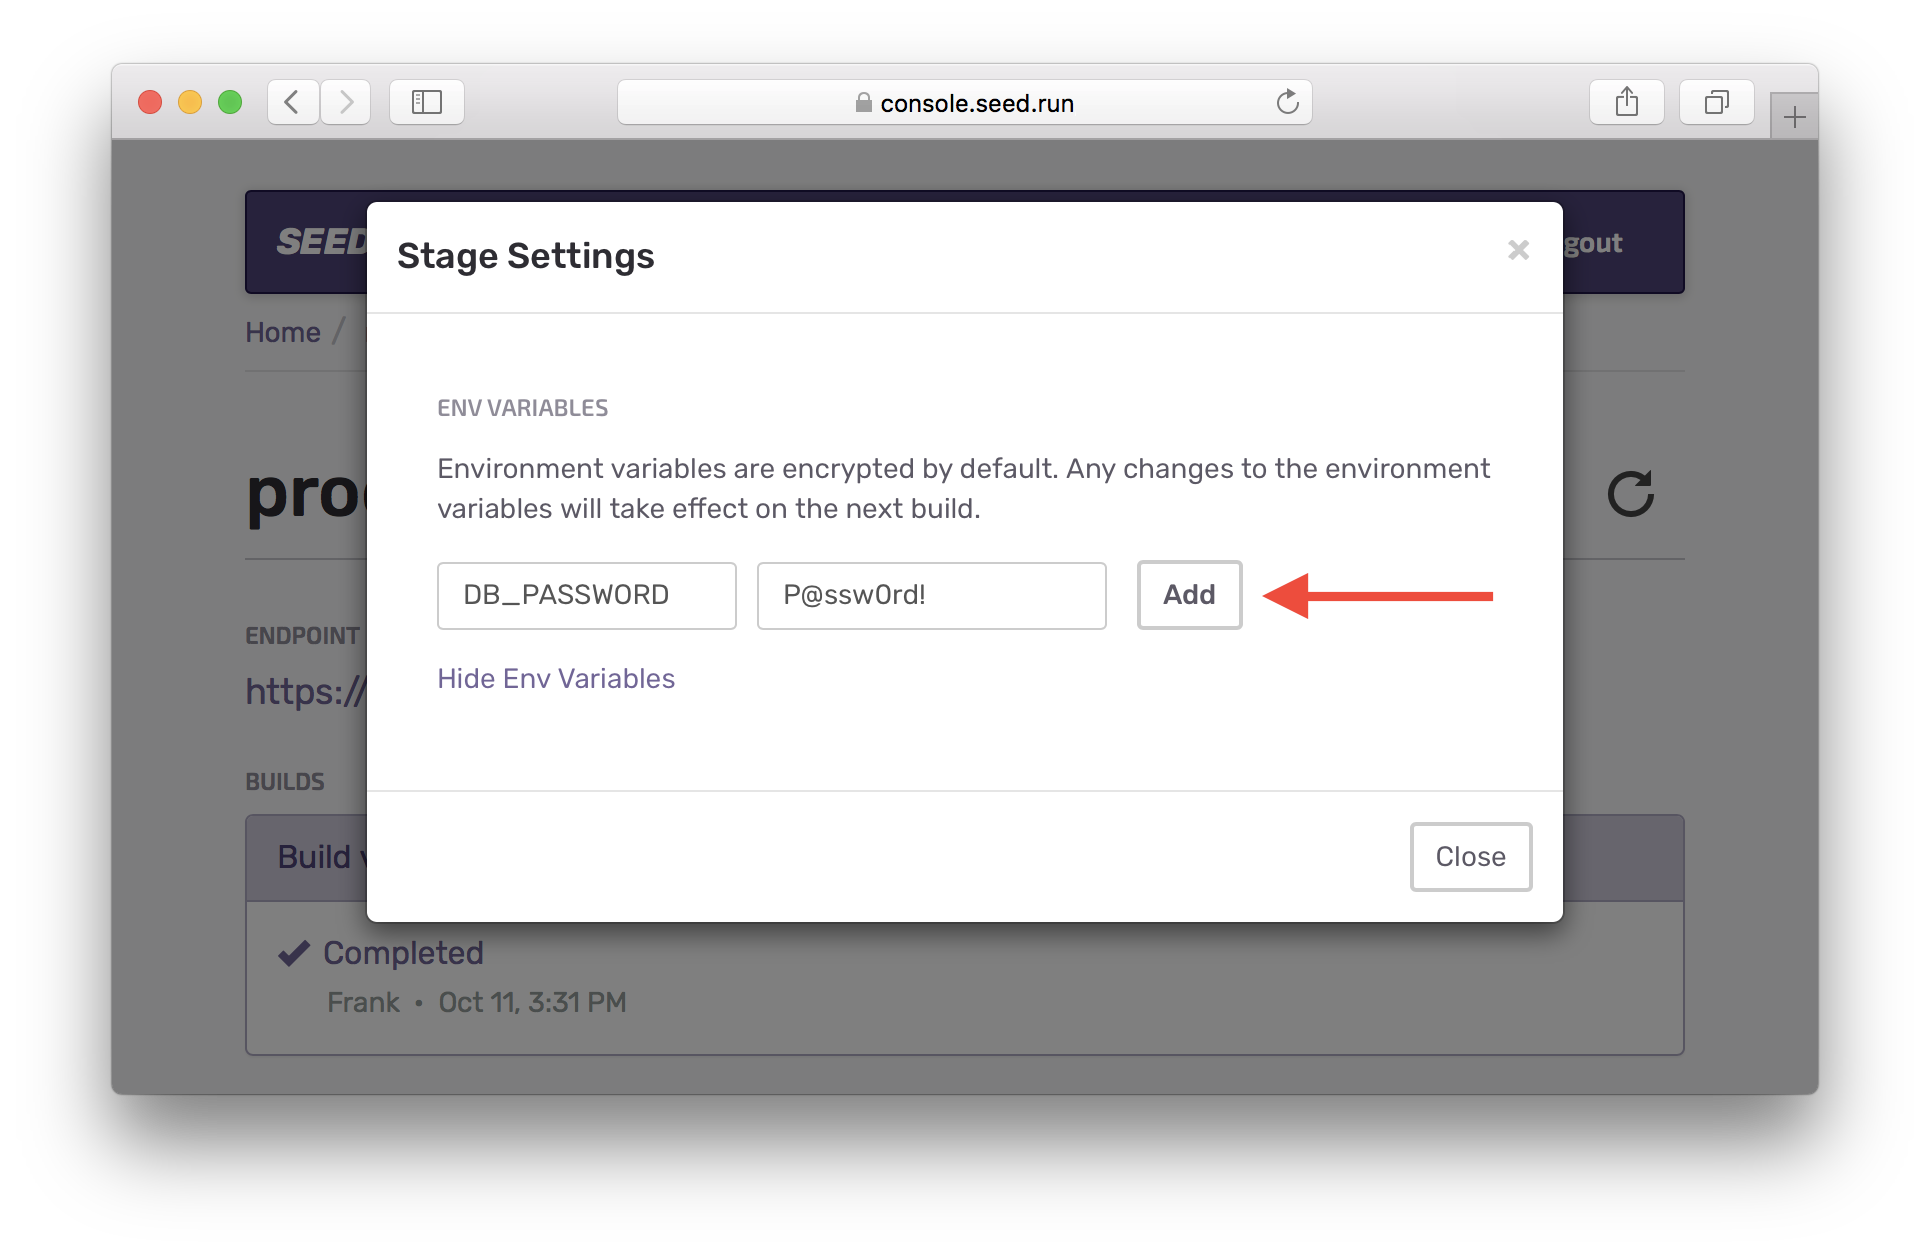 console.seed.run
SEED
Stage Settings
Home /
ENV VARIABLES
Environment variables are encrypted by default. Any changes to the environment
variables will take effect on the next build.
DB_PASSWORD
P@ssw0rd!
Add
ENDPOINT
Hide Env Variables
https://
BUILDS
Build
Close
Completed
Frank • Oct 11, 3:31 PM